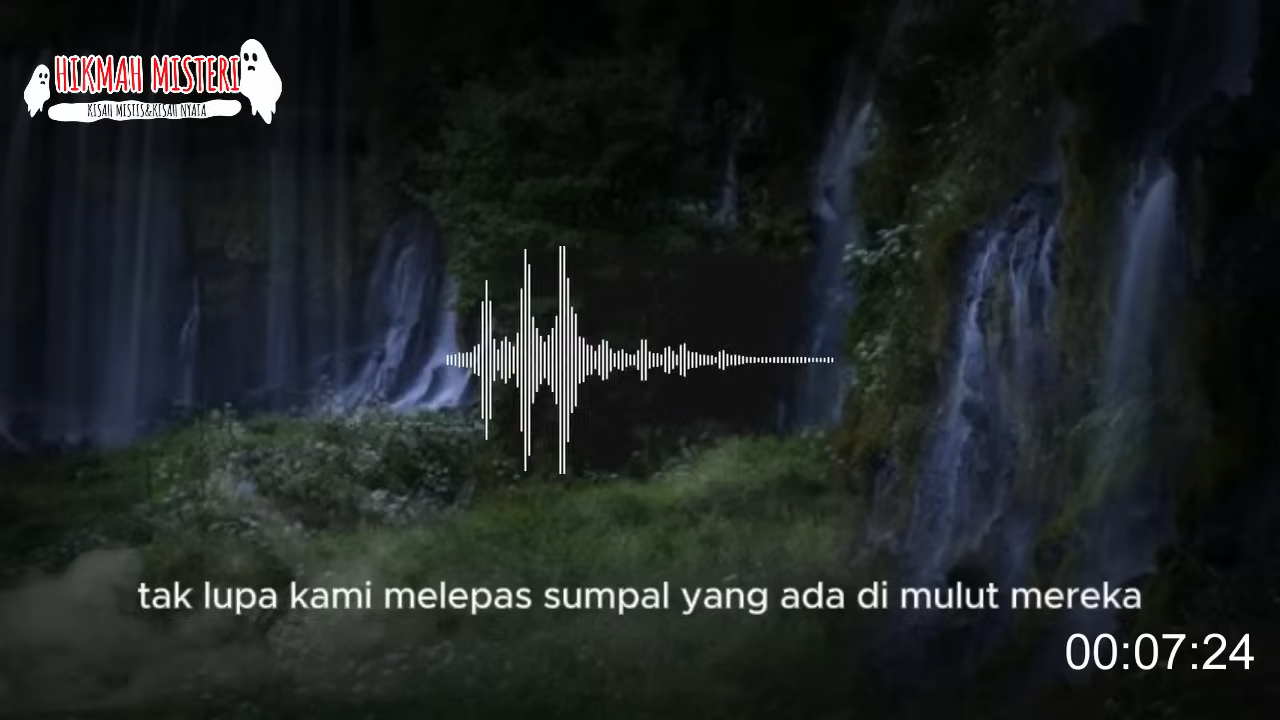 HIKMAH MISTERI
KISAH MISTIS&KISAH NYATA
tak lupa kami melepas sumpal yang ada di mulut mereka
00:07:24